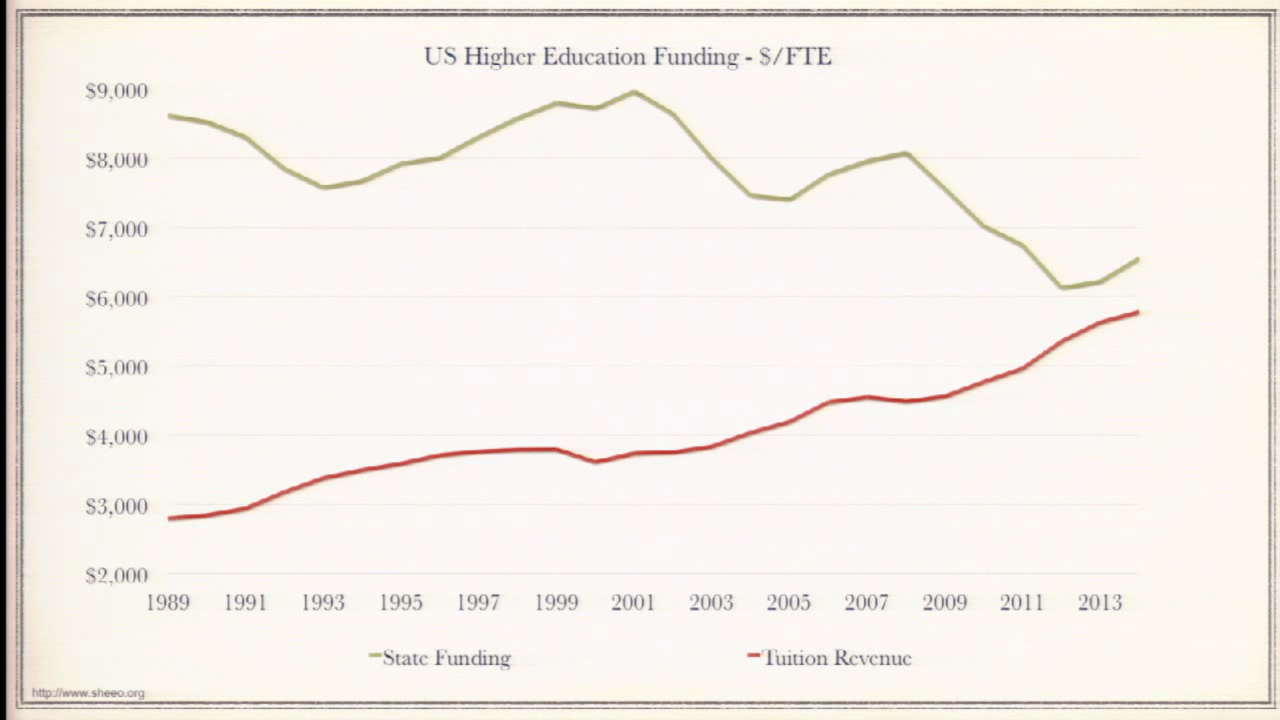 US Higher Education Funding - $/FTE
$9,000
$8,000
$7,000
$6,000
$5,000
$4,000
$3,000
$2,000
1989 1991 1993 1995 1997 1999 2001 2003 2005 2007 2009 2011 2013
State Funding Tuition Revenue
http://www.sheeo.org